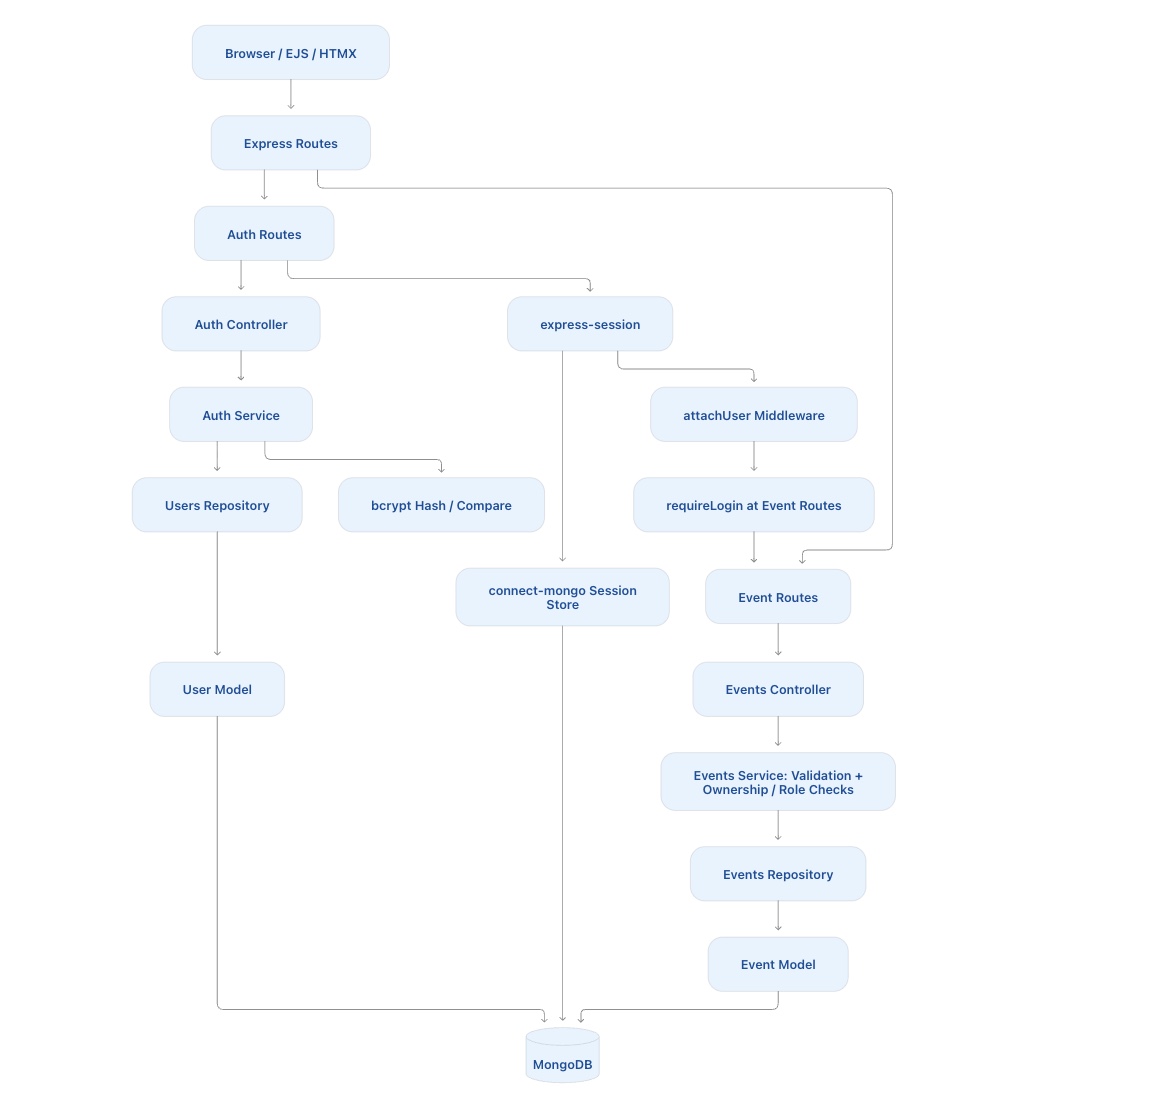 Browser / EJS / HTMX
Express Routes
Auth Routes
Auth Controller
express-session
Auth Service
attachUser Middleware
Users Repository
bcrypt Hash / Compare
requireLogin at Event Routes
connect-mongo Session
Store
Event Routes
User Model
Events Controller
Events Service: Validation +
Ownership / Role Checks
Events Repository
Event Model
MongoDB